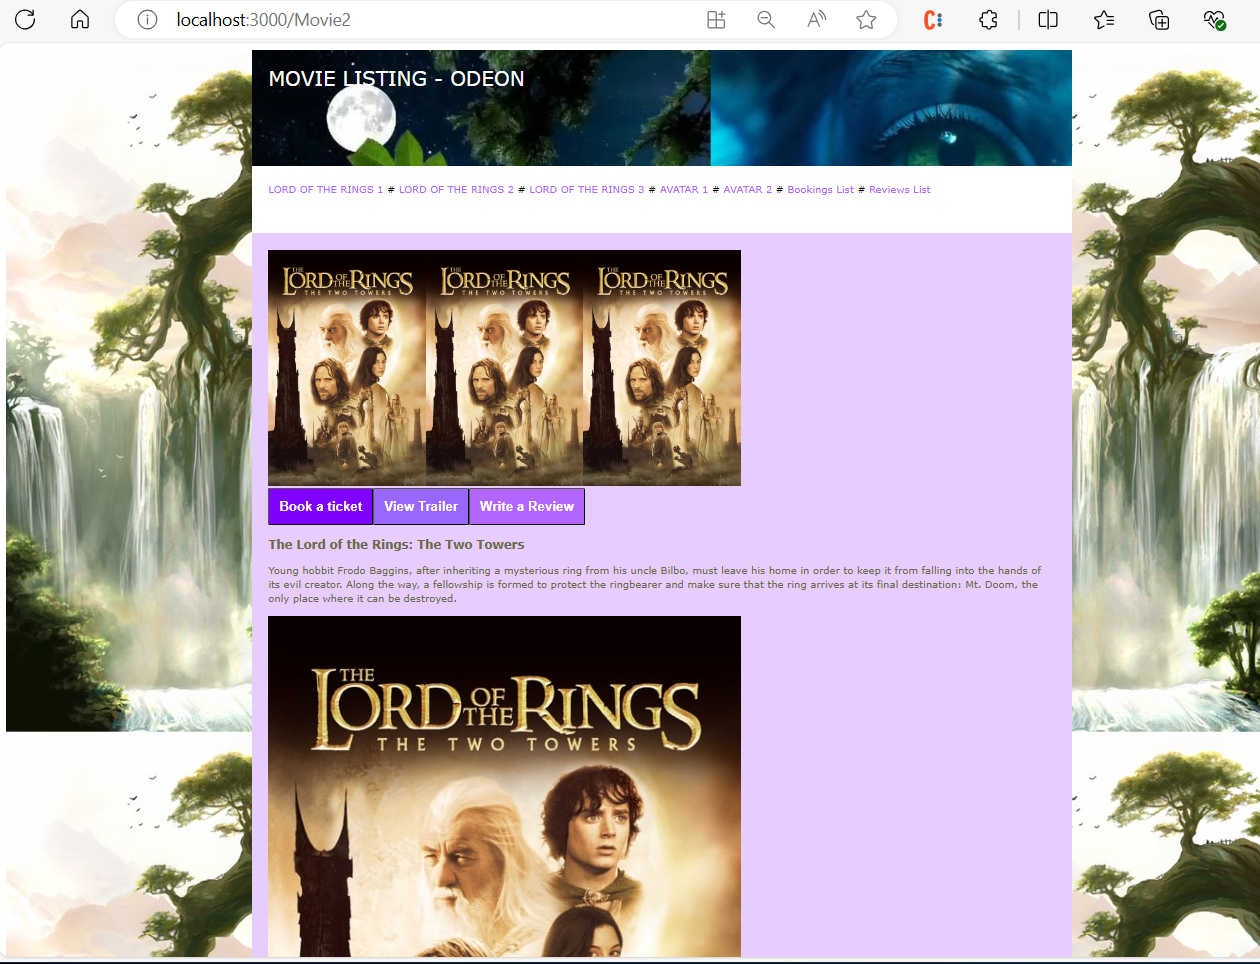 localhost:3000/Movie2
MOVIE LISTING - ODEON
LORD OF THE RINGS 1 # LORD OF THE RINGS 2 # LORD OF THE RINGS 3 # AVATAR 1 # AVATAR 2 # Bookings List # Reviews List
THE LORD OF THE RINGS THE LORD OF THE RINGS THE LORD OF THE RINGS
THE TWO TOWERS THE TWO TOWERS THE TWO TOWERS
Book a ticket View Trailer Write a Review
The Lord of the Rings: The Two Towers
Young hobbit Frodo Baggins, after inheriting a mysterious ring from his uncle Bilbo, must leave his home in order to keep it from falling into the hands of
its evil creator. Along the way, a fellowship is formed to protect the ringbearer and make sure that the ring arrives at its final destination: Mt. Doom, the
only place where it can be destroyed.
THE LORD OF THE RINGS
THE TWO TOWERS